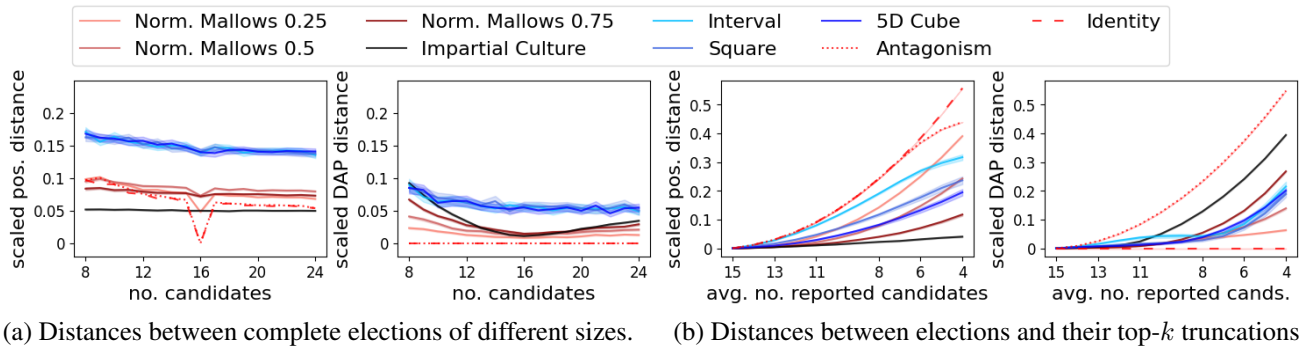 Norm. Mallows 0.25
Norm. Mallows 0.5
Norm. Mallows 0.75
Impartial Culture
Interval
Square
5D Cube
Antagonism
Identity
scaled pos. distance
0.2
0.15
0.1
0.05
0
8
12
16
20
24
no. candidates
scaled DAP distance
0.2
0.15
0.1
0.05
0
8
12
16
20
24
no. candidates
scaled pos. distance
0.5
0.4
0.3
0.2
0.1
0
15
13
11
8
6
4
avg. no. reported candidates
scaled DAP distance
0.5
0.4
0.3
0.2
0.1
0
15
13
11
8
6
4
avg. no. reported cands.
(a) Distances between complete elections of different sizes.
(b) Distances between elections and their top-k truncations